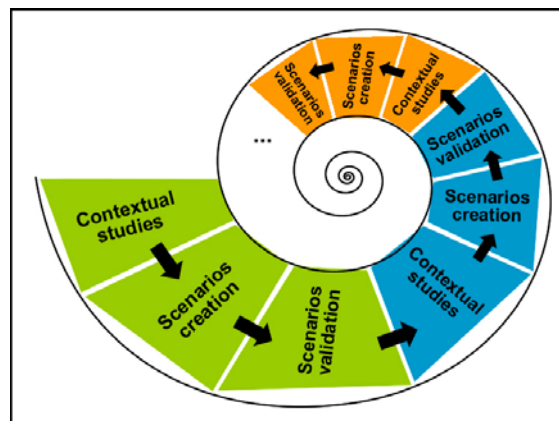 Contextual
studies
Scenarios
creation
Scenarios
validation
Contextual
studies
Scenarios
creation
Scenarios
validation
Contextual
studies
Scenarios
creation
Scenarios
validation
...